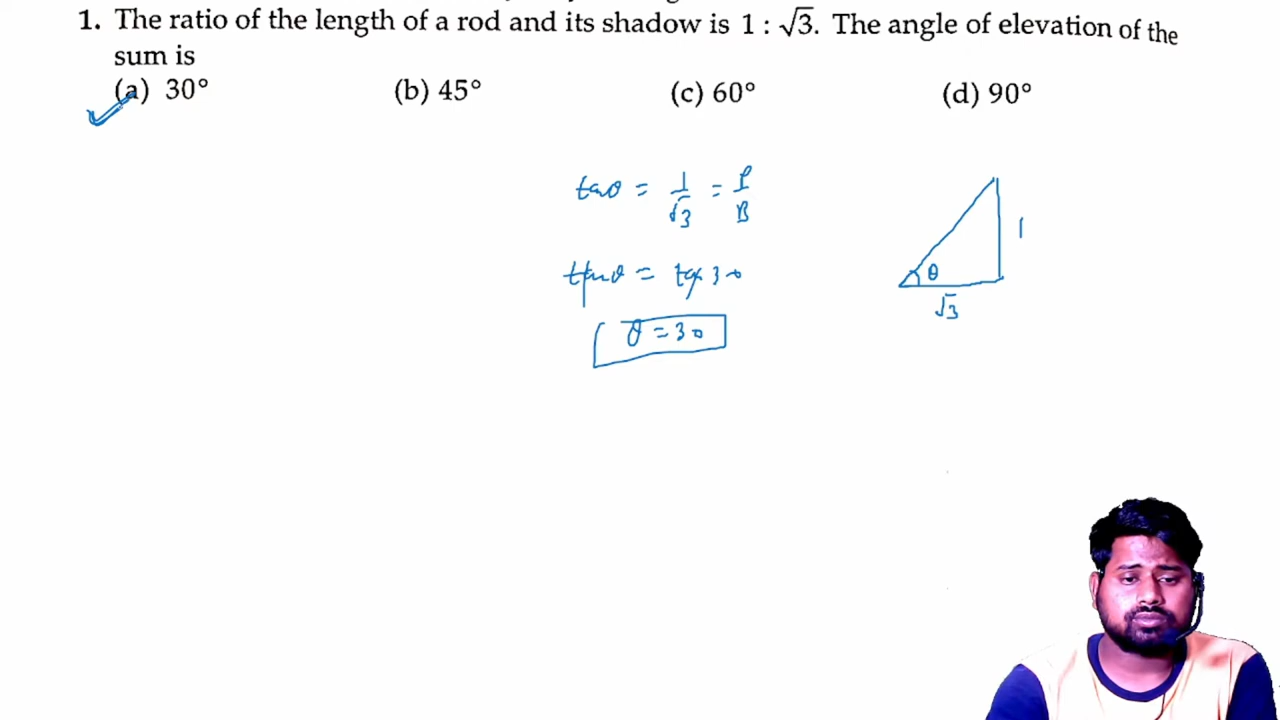 1. The ratio of the length of a rod and its shadow is 1 : √3. The angle of elevation of the
sum is
(a) 30° (b) 45° (c) 60° (d) 90°
tanθ = 1/√3 = P/B
tanθ = tan 30
θ = 30
1
θ
√3